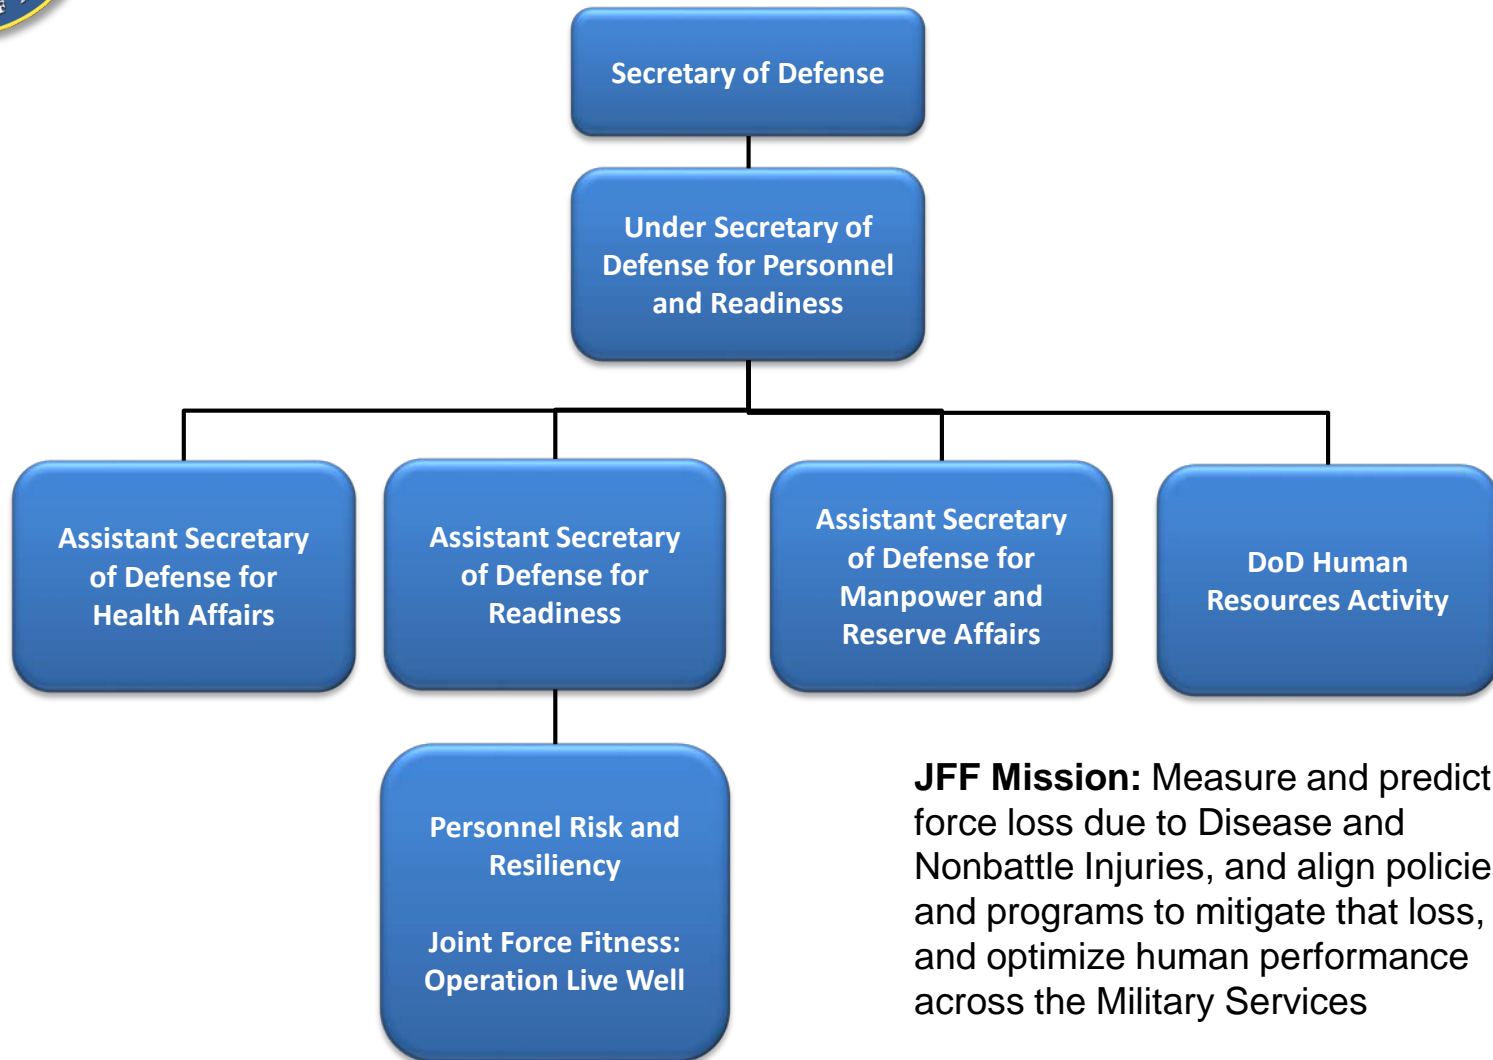 Secretary of Defense
Under Secretary of
Defense for Personnel
and Readiness
Assistant Secretary
of Defense for
Health Affairs
Assistant Secretary
of Defense for
Readiness
Assistant Secretary
of Defense for
Manpower and
Reserve Affairs
DoD Human
Resources Activity
Personnel Risk and
Resiliency
Joint Force Fitness:
Operation Live Well
JFF Mission: Measure and predict
force loss due to Disease and
Nonbattle Injuries, and align policie
and programs to mitigate that loss,
and optimize human performance
across the Military Services